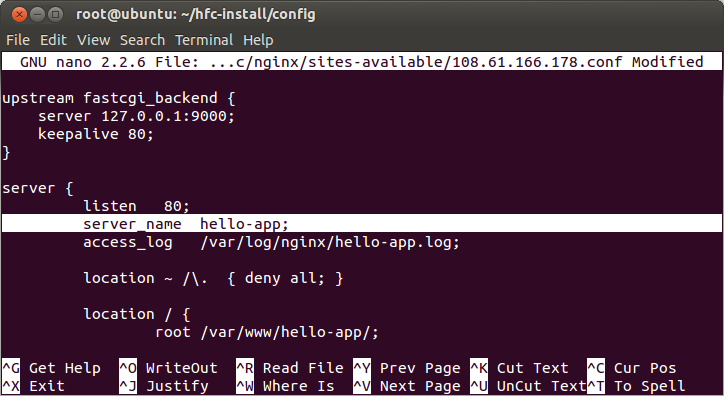 root@ubuntu: ~/hfc-install/config
File Edit View Search Terminal Help
GNU nano 2.2.6 File: ...c/nginx/sites-available/108.61.166.178.conf Modified
upstream fastcgi_backend {
    server 127.0.0.1:9000;
    keepalive 80;
}
server {
         listen   80;
         server_name  hello-app;
         access_log   /var/log/nginx/hello-app.log;
         location ~ /\.  { deny all; }
         location / {
                 root /var/www/hello-app/;
^G Get Help  ^O WriteOut  ^R Read File ^Y Prev Page ^K Cut Text  ^C Cur Pos
^X Exit      ^J Justify   ^W Where Is  ^V Next Page ^U UnCut Text^T To Spell